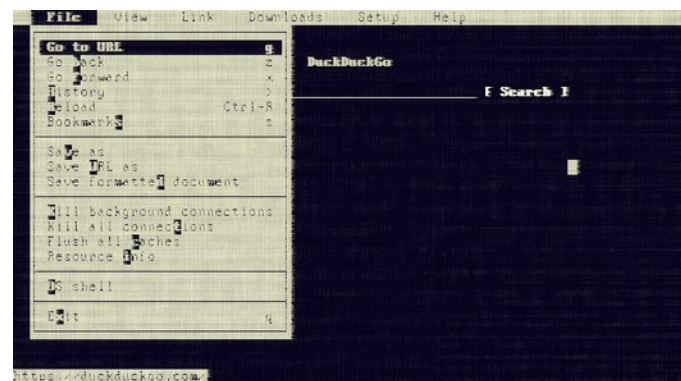 File View Link Downloads Setup Help
Go to URL g
Go back z
Go forward x
History >
Reload Ctrl-R
Bookmarks s
Save as
Save URL as
Save formatted document
Kill background connections
Kill all connections
Flush all caches
Resource info
OS shell
Exit q
DuckDuckGo
[ Search ]
https://duckduckgo.com/